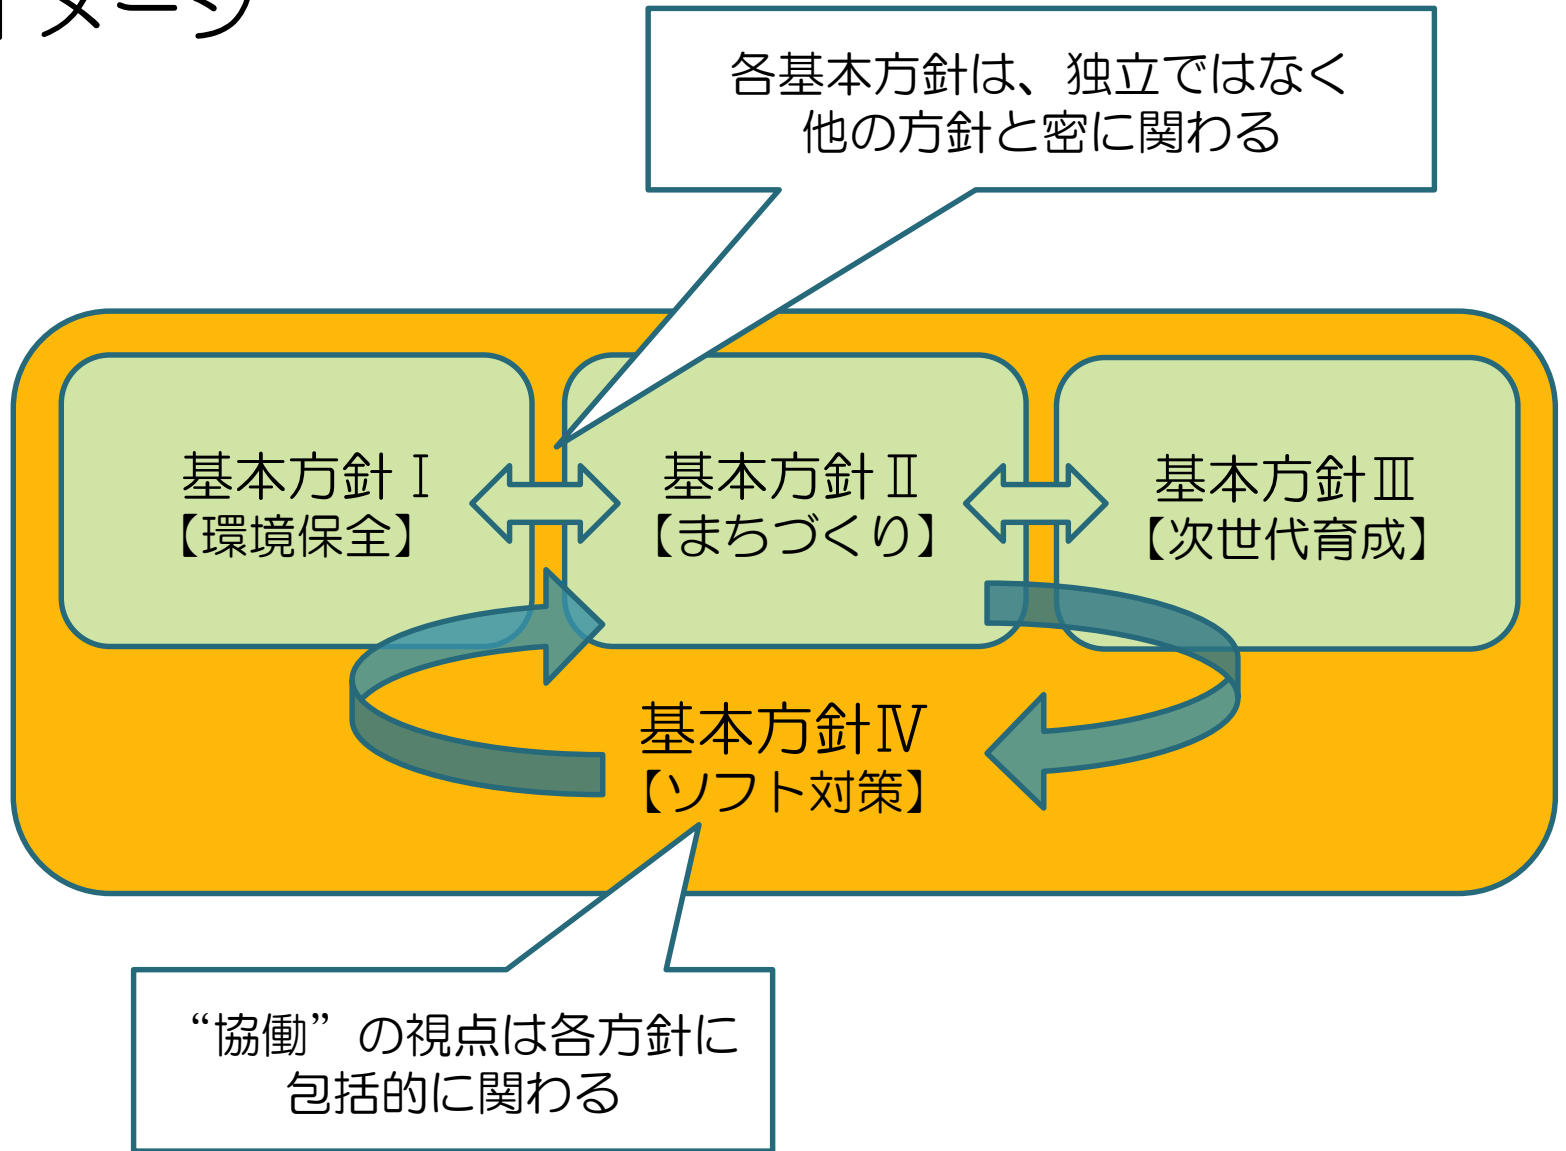 イメージ
各基本方針は、独立ではなく
他の方針と密に関わる
基本方針Ⅰ
【環境保全】
基本方針Ⅱ
【まちづくり】
基本方針Ⅲ
【次世代育成】
基本方針Ⅳ
【ソフト対策】
“協働”の視点は各方針に
包括的に関わる